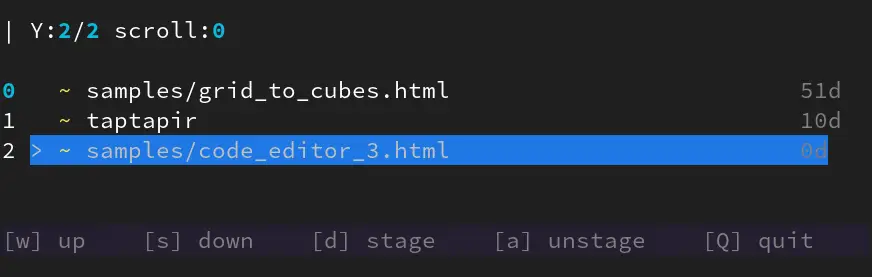 | Y:2/2 scroll:0
0 ~ samples/grid_to_cubes.html 51d
1 ~ taptapir 10d
2 > ~ samples/code_editor_3.html 0d
[w] up [s] down [d] stage [a] unstage [Q] quit